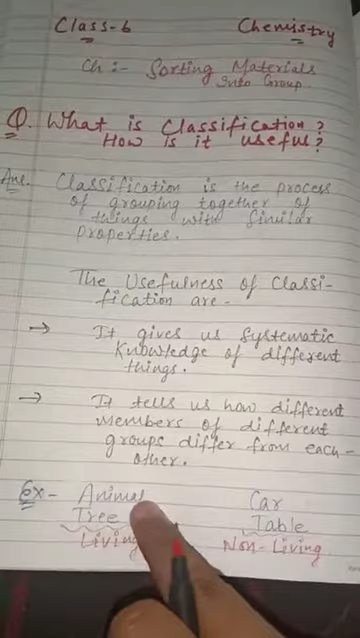 Class-6 Chemistry
Ch:- Sorting Materials
Into Group.
Q. What is Classification?
How is it useful?
Ans. Classification is the process
of grouping together of
things with similar
properties.
The Usefulness of Classi-
fication are -
→ It gives us Systematic
Knowledge of different
things.
→ It tells us how different
Members of different
groups differ from each-
other.
Ex- Animal Car
Tree Table
Living Non-Living